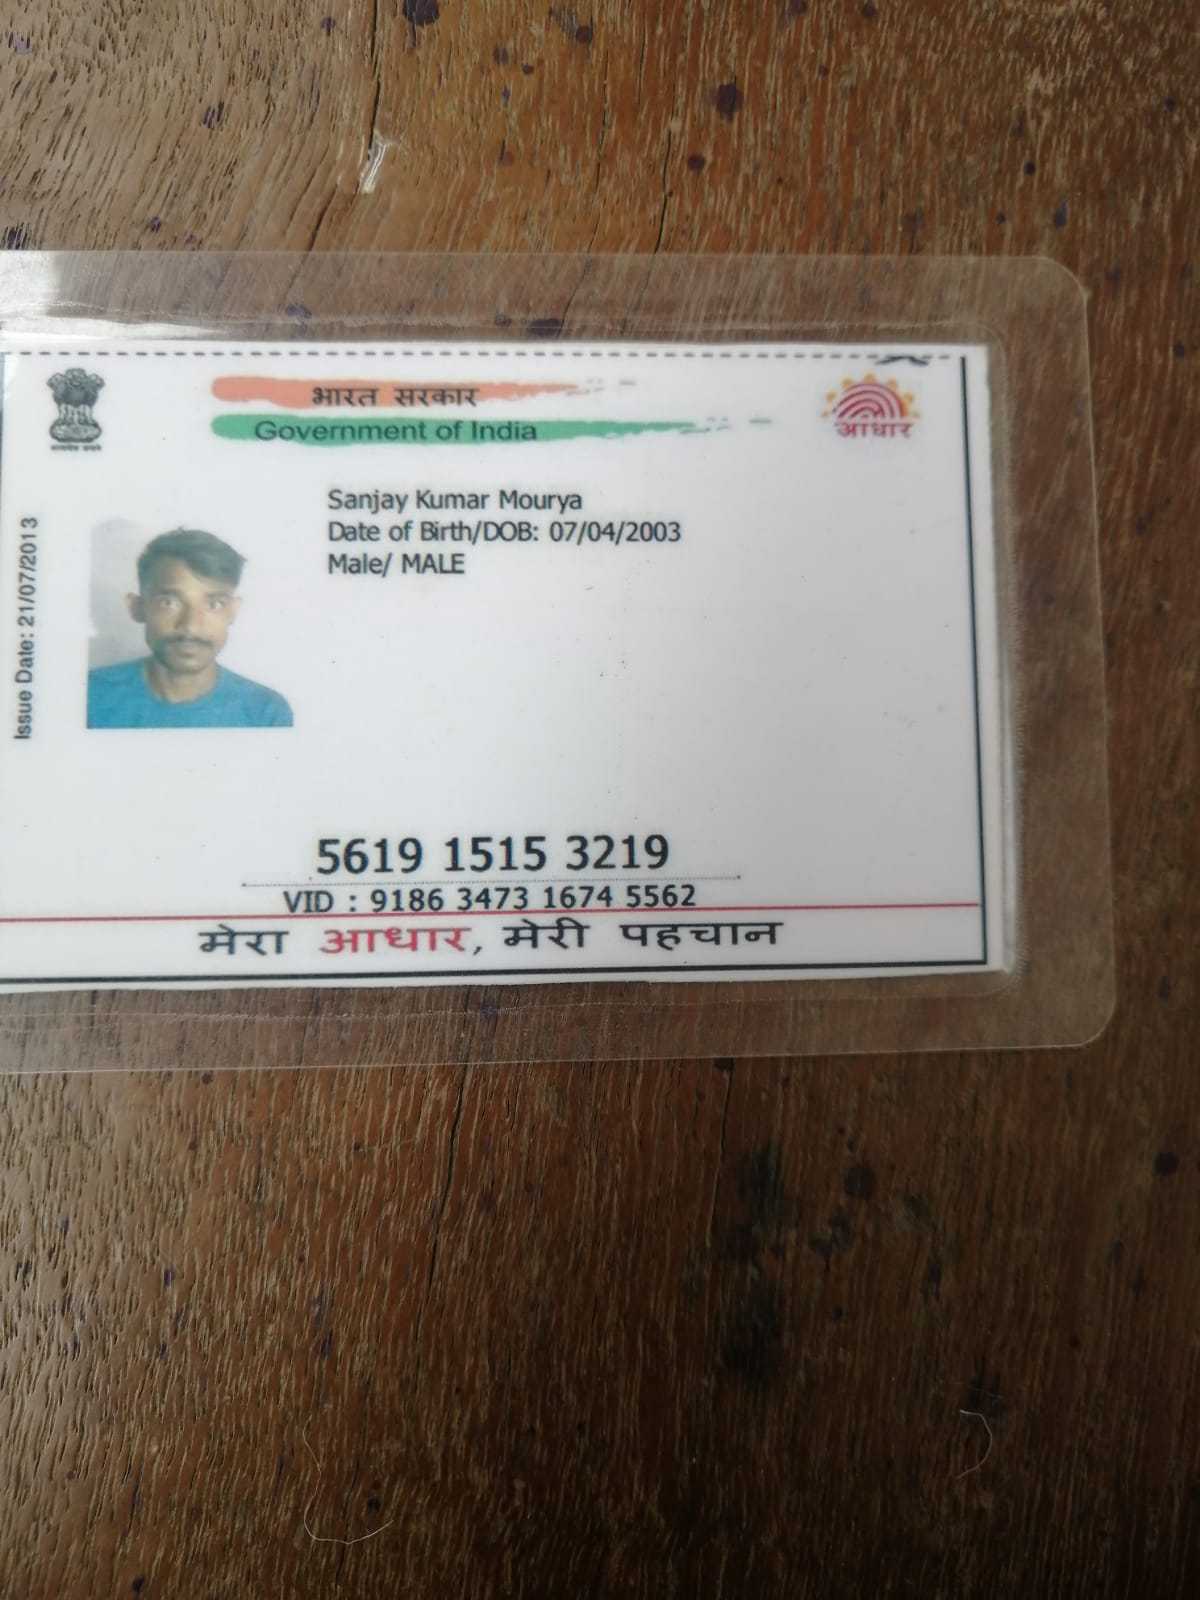 भारत सरकार
Government of India
आधार
Issue Date: 21/07/2013
Sanjay Kumar Mourya
Date of Birth/DOB: 07/04/2003
Male/ MALE
5619 1515 3219
VID : 9186 3473 1674 5562
मेरा आधार, मेरी पहचान